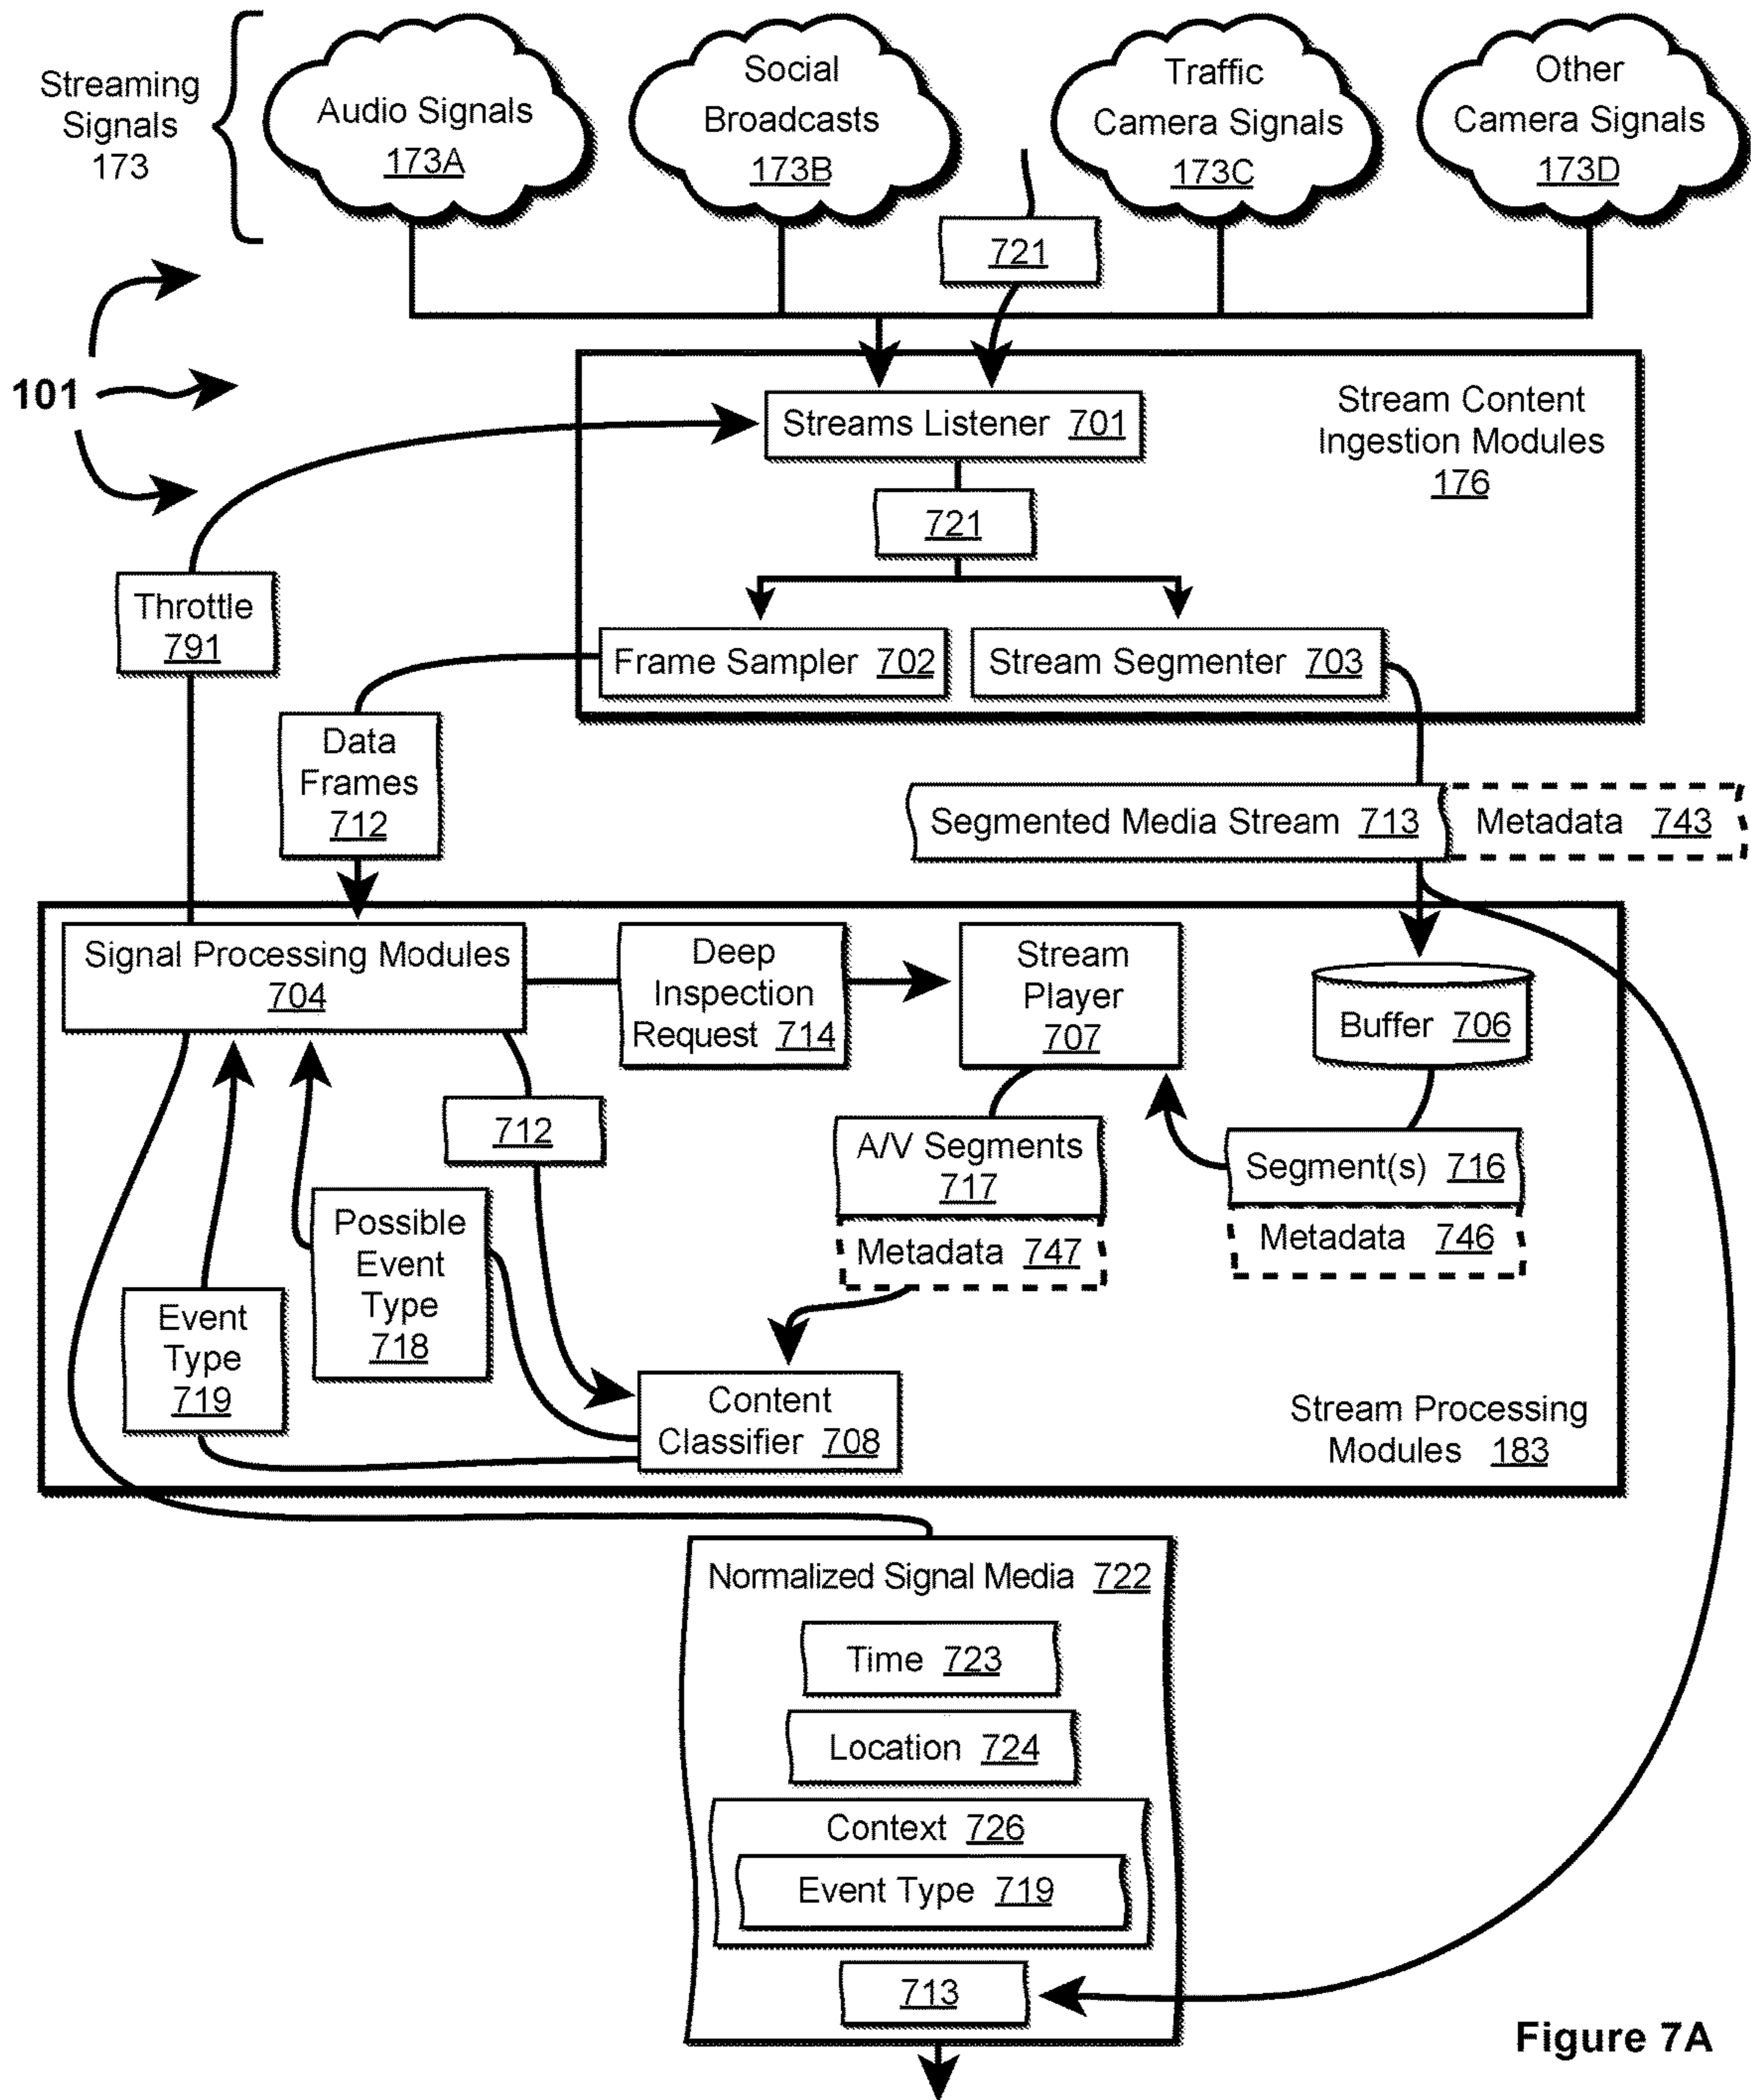 Streaming
Signals
173
Audio Signals
173A
Social
Broadcasts
173B
Traffic
Camera Signals
173C
Other
Camera Signals
173D
721
101
Streams Listener 701
Stream Content
Ingestion Modules
176
721
Throttle
791
Frame Sampler 702
Stream Segmenter 703
Data
Frames
712
Segmented Media Stream 713
Metadata 743
Signal Processing Modules
704
Deep
Inspection
Request 714
Stream
Player
707
Buffer 706
712
A/V Segments
717
Metadata 747
Segment(s) 716
Metadata 746
Possible
Event
Type
718
Event
Type
719
Content
Classifier 708
Stream Processing
Modules 183
Normalized Signal Media 722
Time 723
Location 724
Context 726
Event Type 719
713
Figure 7A